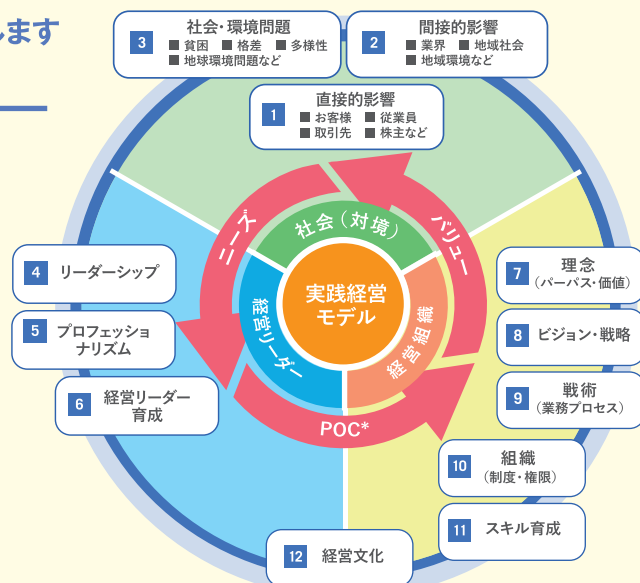 します
3
社会・環境問題
■ 貧困 ■ 格差 ■ 多様性
■ 地球環境問題など
2
間接的影響
■ 業界 ■ 地域社会
■ 地域環境など
1
直接的影響
■ お客様 ■ 従業員
■ 取引先 ■ 株主など
ニーズ
社会（対境）
バリュー
実践経営
モデル
経営リーダー
経営組織
POC*
4 リーダーシップ
5 プロフェッショ
ナリズム
6 経営リーダー
育成
7 理念
（パーパス・価値）
8 ビジョン・戦略
9 戦術
（業務プロセス）
10 組織
（制度・権限）
11 スキル育成
12 経営文化